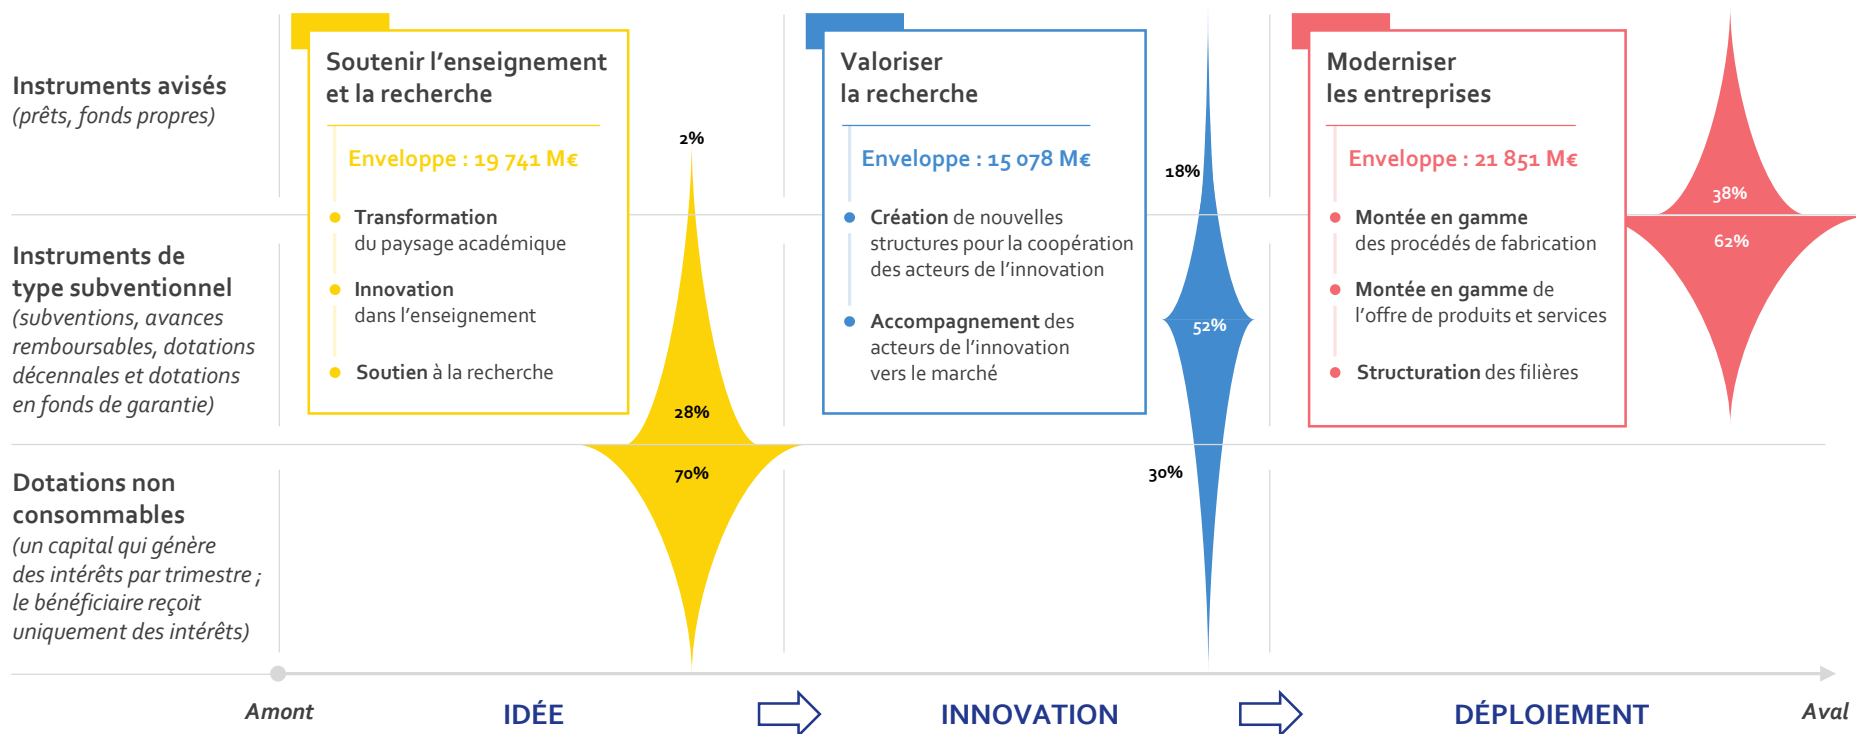 Instruments avisés
(prêts, fonds propres)
Instruments de
type subventionnel
(subventions, avances
remboursables, dotations
décennales et dotations
en fonds de garantie)
Dotations non
consommables
(un capital qui génère
des intérêts par trimestre ;
le bénéficiaire reçoit
uniquement des intérêts)
Soutenir l'enseignement
et la recherche
Enveloppe : 19 741 M€
Transformation
du paysage académique
Innovation
dans l'enseignement
Soutien à la recherche
2%
28%
70%
Valoriser
la recherche
Enveloppe : 15 078 M€
Création de nouvelles
structures pour la coopération
des acteurs de l'innovation
Accompagnement des
acteurs de l'innovation
vers le marché
18%
52%
30%
Moderniser
les entreprises
Enveloppe : 21 851 M€
Montée en gamme
des procédés de fabrication
Montée en gamme de
l'offre de produits et services
Structuration des filières
38%
62%
Amont
IDÉE
INNOVATION
DÉPLOIEMENT
Aval